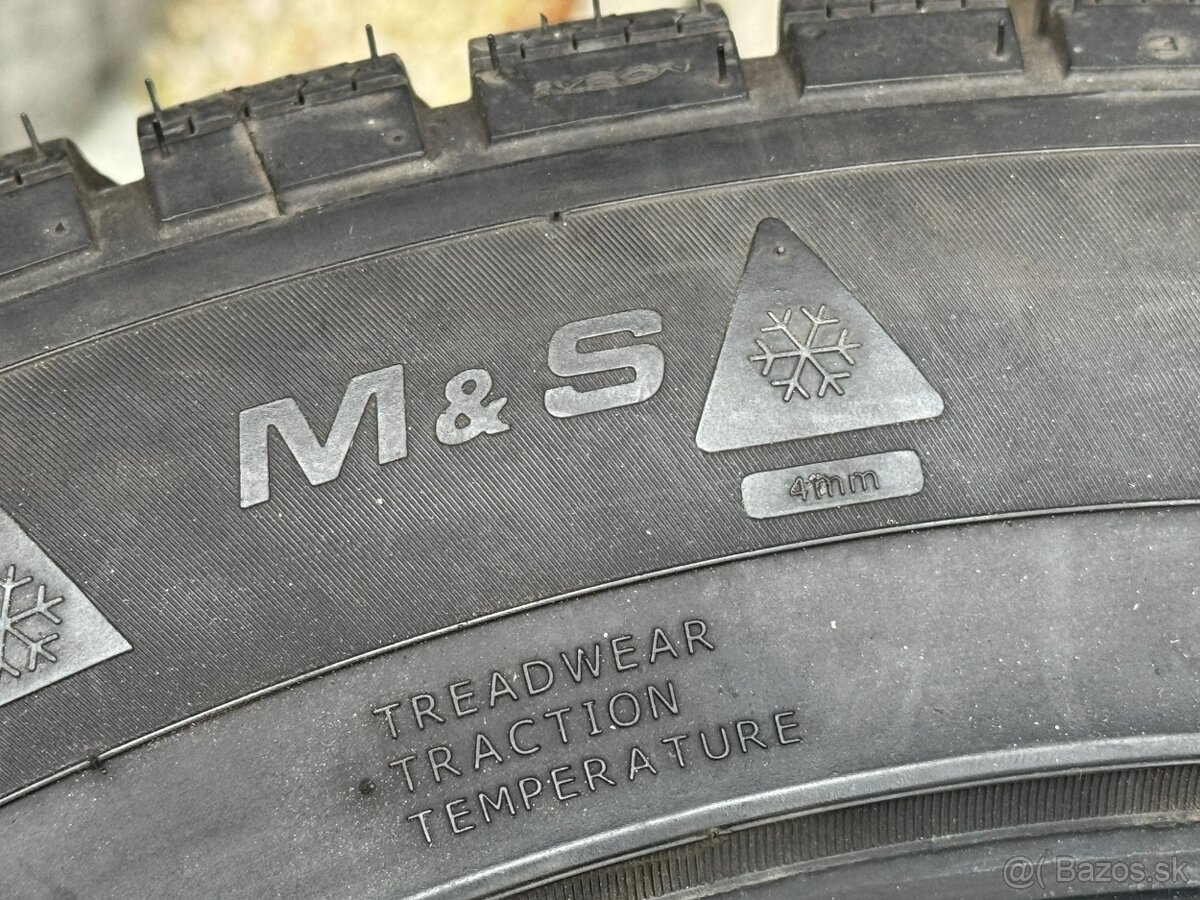 M&S
4mm
TREADWEAR
TRACTION
TEMPERATURE
@( Bazos.sk